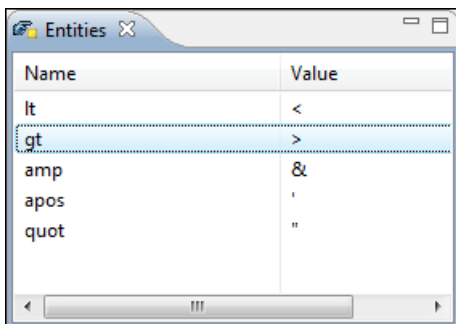 Entities
Name Value
lt <
gt >
amp &
apos '
quot "